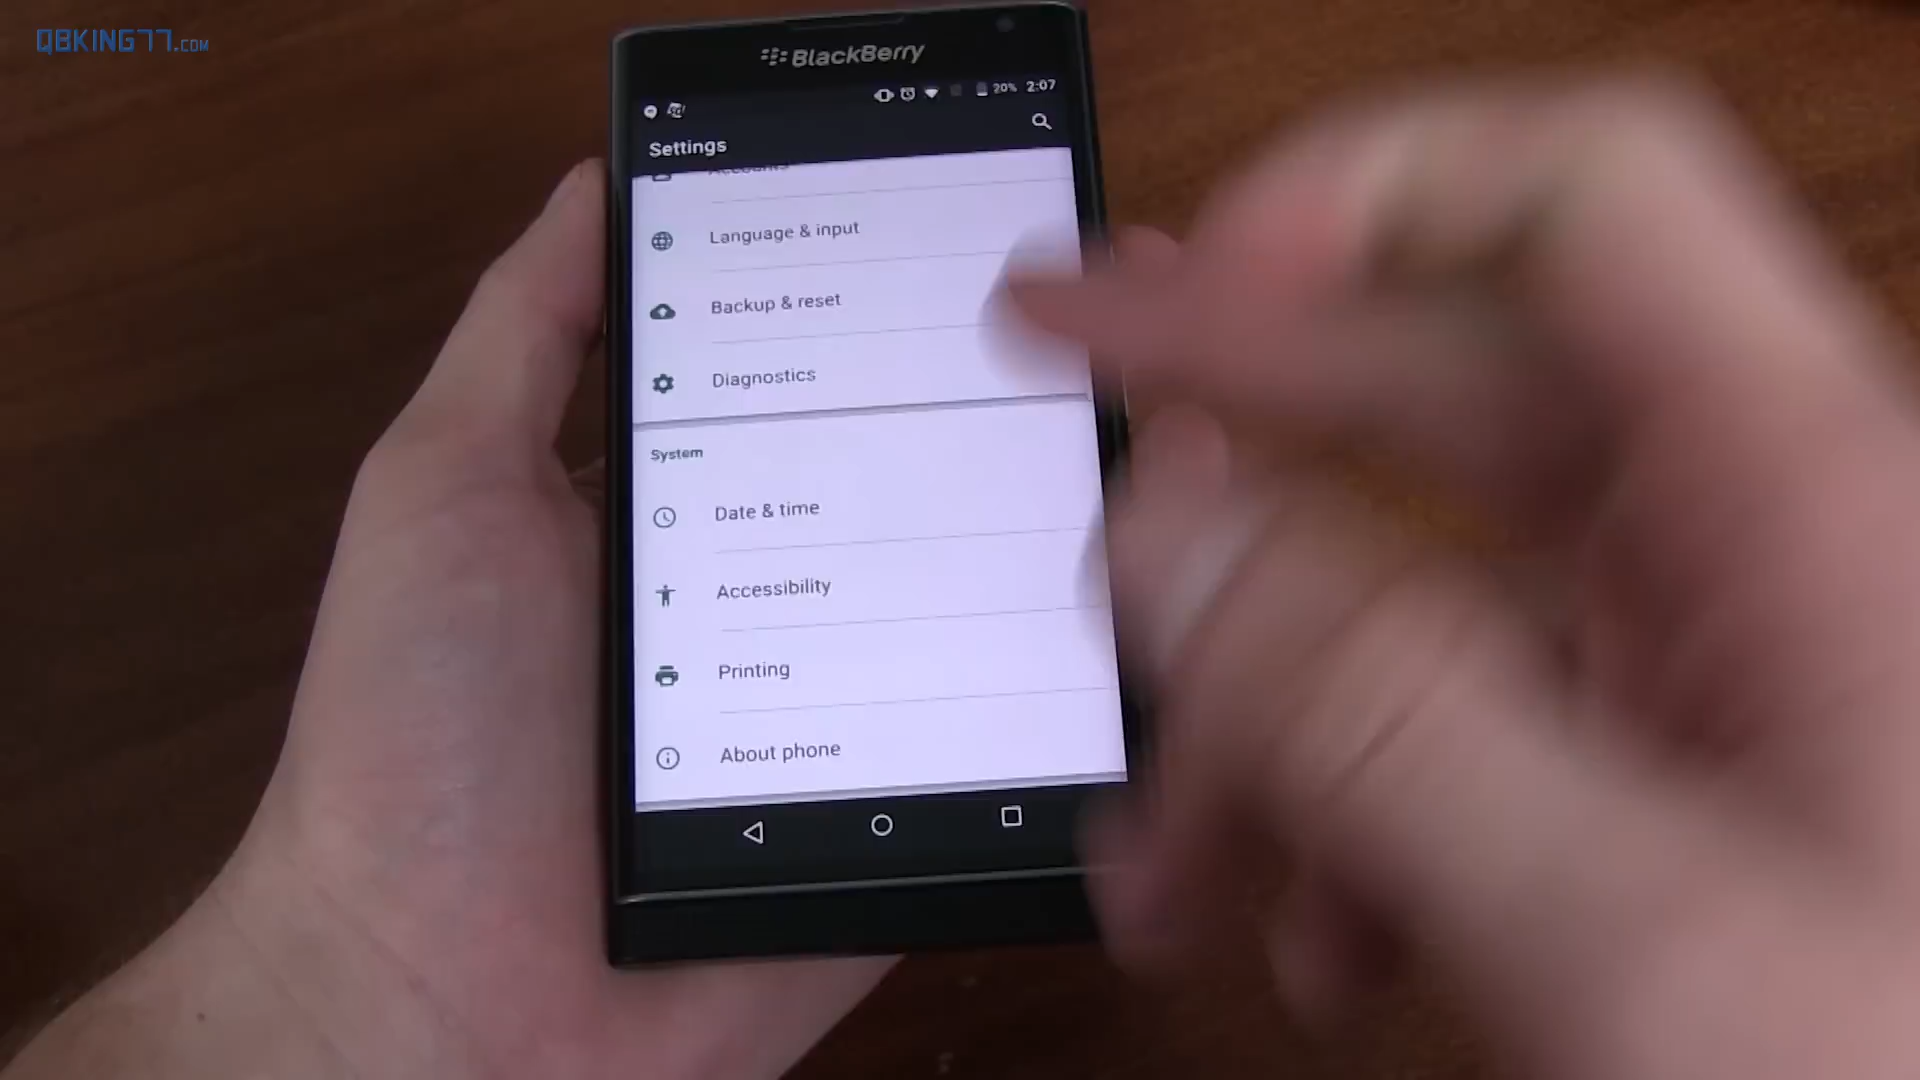 QBKING77.COM
BlackBerry
20% 2:07
Settings
Accounts
Language & input
Backup & reset
Diagnostics
System
Date & time
Accessibility
Printing
About phone